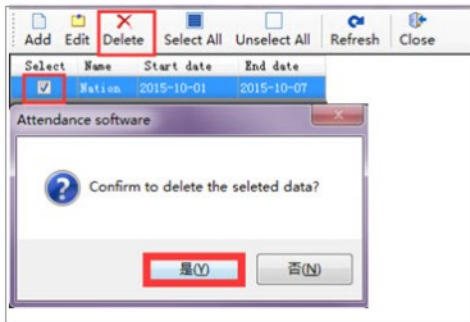 Add Edit Delete Select All Unselect All Refresh Close
Select Name Start date End date
Nation 2015-10-01 2015-10-07
Attendance software
Confirm to delete the seleted data?
是(Y) 否(N)